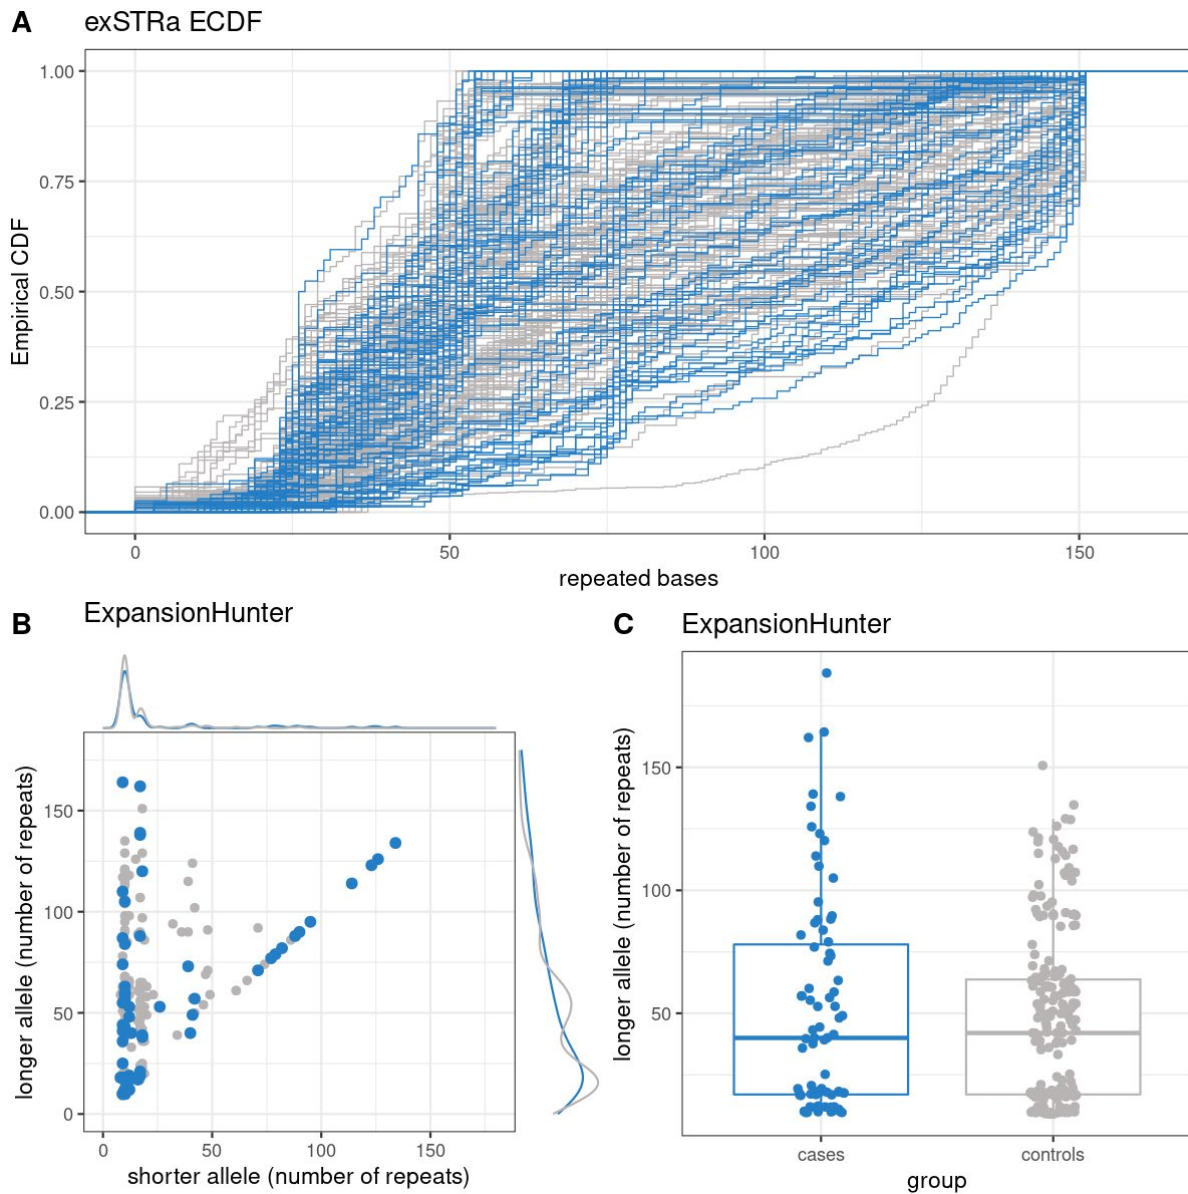 A
exSTRa ECDF
Empirical CDF
1.00
0.75
0.50
0.25
0.00
0
50
100
150
repeated bases
B
ExpansionHunter
longer allele (number of repeats)
150
100
50
0
0
50
100
150
shorter allele (number of repeats)
C
ExpansionHunter
longer allele (number of repeats)
150
100
50
cases
controls
group